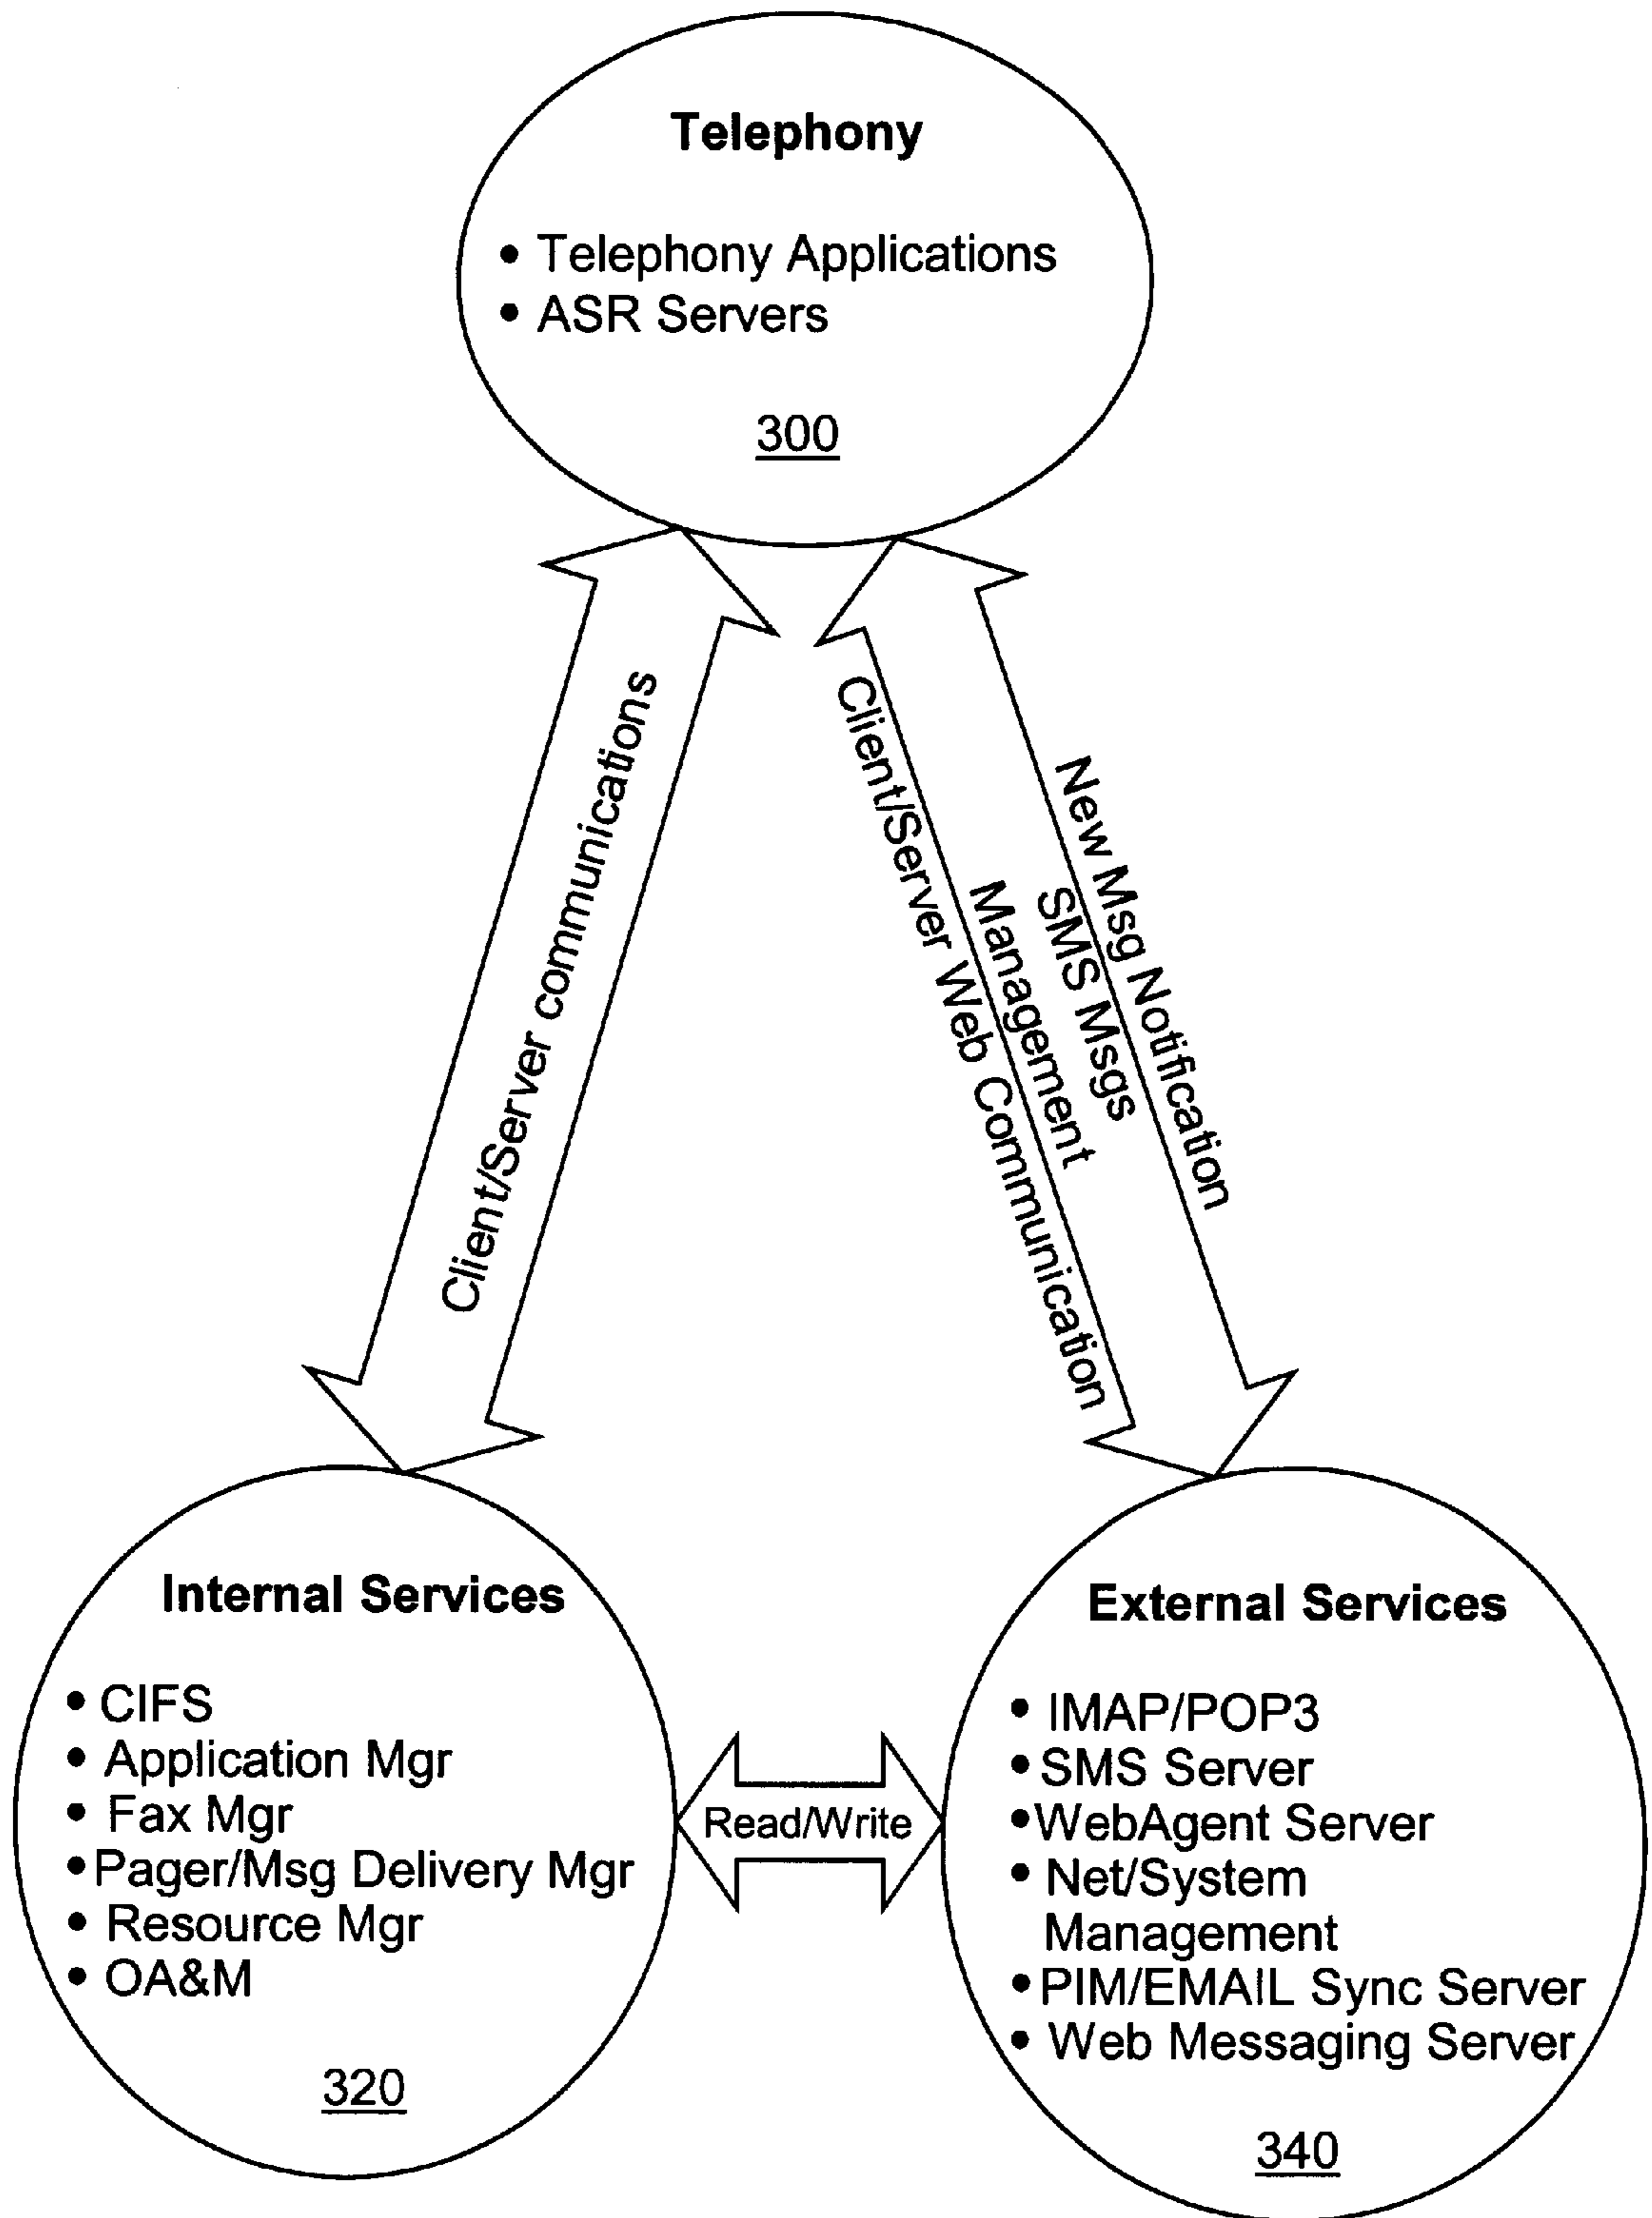 Telephony
• Telephony Applications
• ASR Servers
300
Client/Server communications
New Msg Notification
SMS Msgs
Management
Client/Server Web Communication
Internal Services
• CIFS
• Application Mgr
• Fax Mgr
• Pager/Msg Delivery Mgr
• Resource Mgr
• OA&M
320
Read/Write
External Services
• IMAP/POP3
• SMS Server
• WebAgent Server
• Net/System
Management
• PIM/EMAIL Sync Server
• Web Messaging Server
340